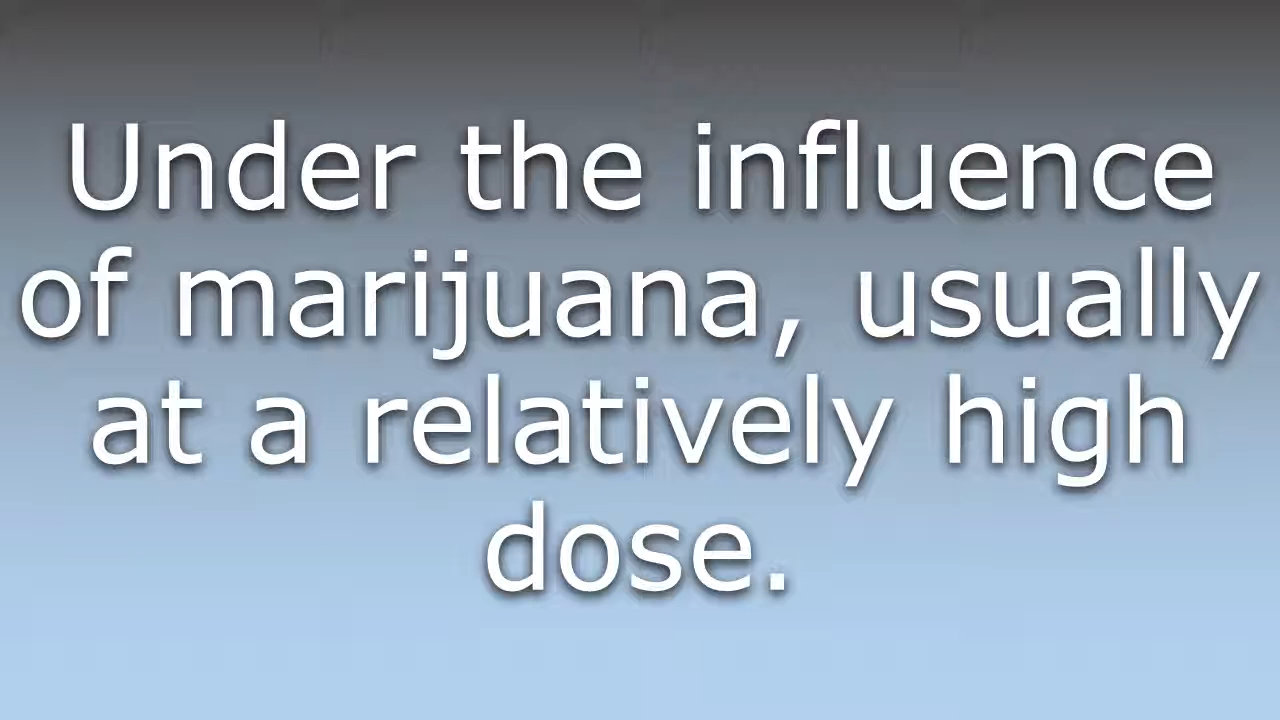 Under the influence
of marijuana, usually
at a relatively high
dose.